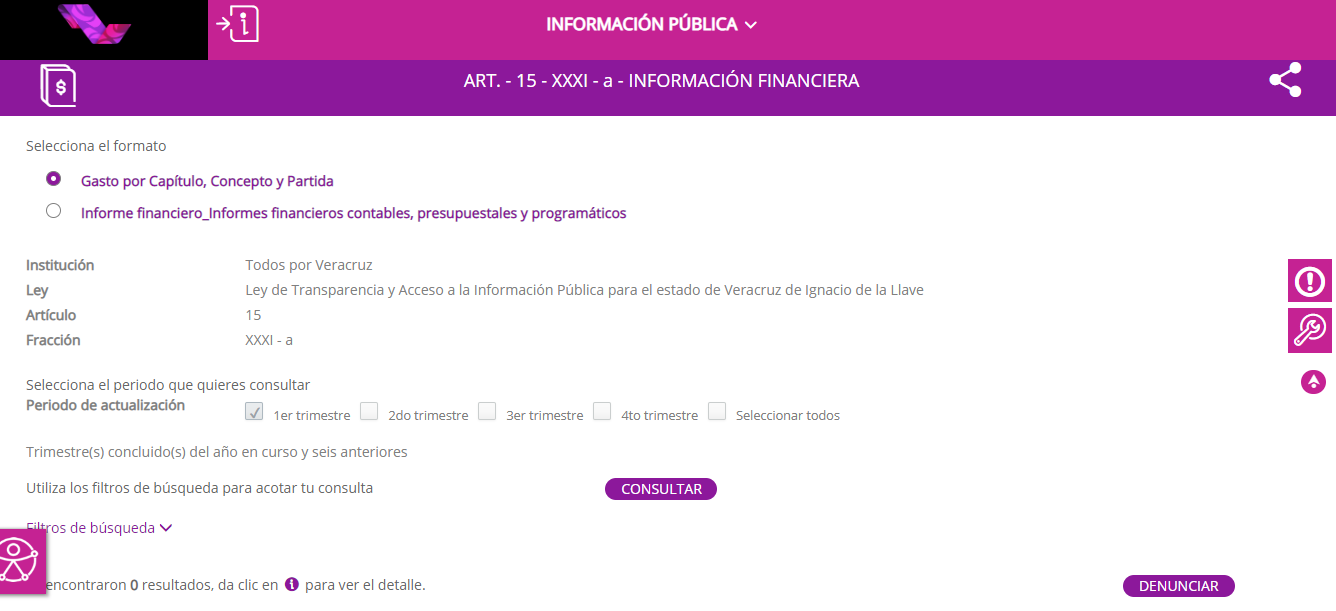 INFORMACIÓN PÚBLICA
ART. - 15 - XXXI - a - INFORMACIÓN FINANCIERA
Selecciona el formato
Gasto por Capítulo, Concepto y Partida
Informe financiero_Informes financieros contables, presupuestales y programáticos
Institución Todos por Veracruz
Ley Ley de Transparencia y Acceso a la Información Pública para el estado de Veracruz de Ignacio de la Llave
Artículo 15
Fracción XXXI - a
Selecciona el periodo que quieres consultar
Periodo de actualización 1er trimestre 2do trimestre 3er trimestre 4to trimestre Seleccionar todos
Trimestre(s) concluido(s) del año en curso y seis anteriores
Utiliza los filtros de búsqueda para acotar tu consulta CONSULTAR
Filtros de búsqueda
encontraron 0 resultados, da clic en para ver el detalle. DENUNCIAR